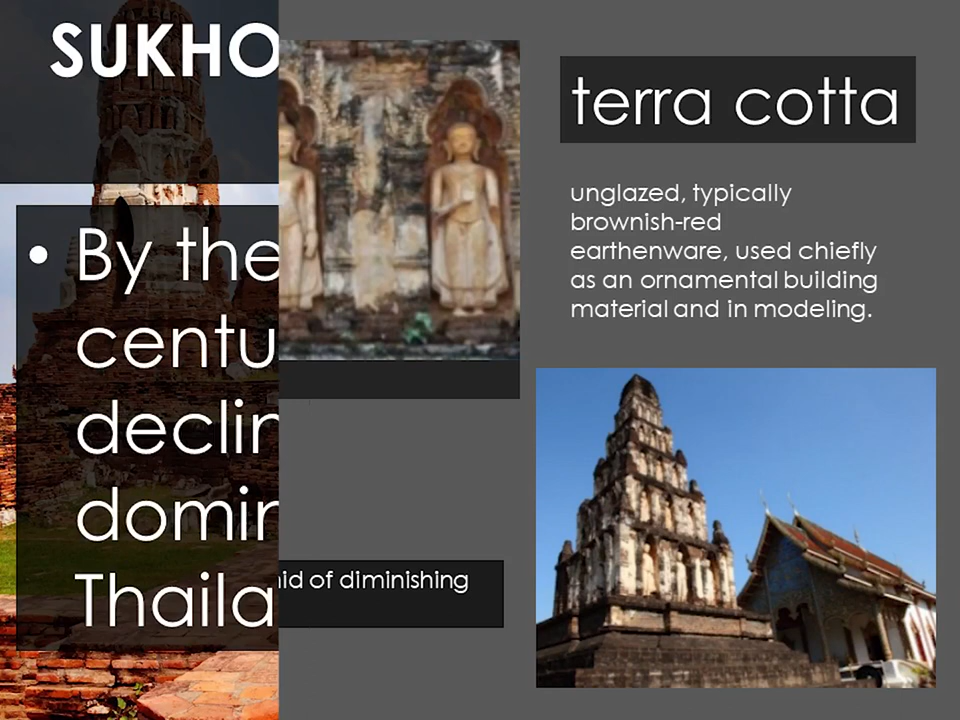 SUKHO
• By the
centu
declin
domin
Thaila
terra cotta
unglazed, typically
brownish-red
earthenware, used chiefly
as an ornamental building
material and in modeling.
id of diminishing